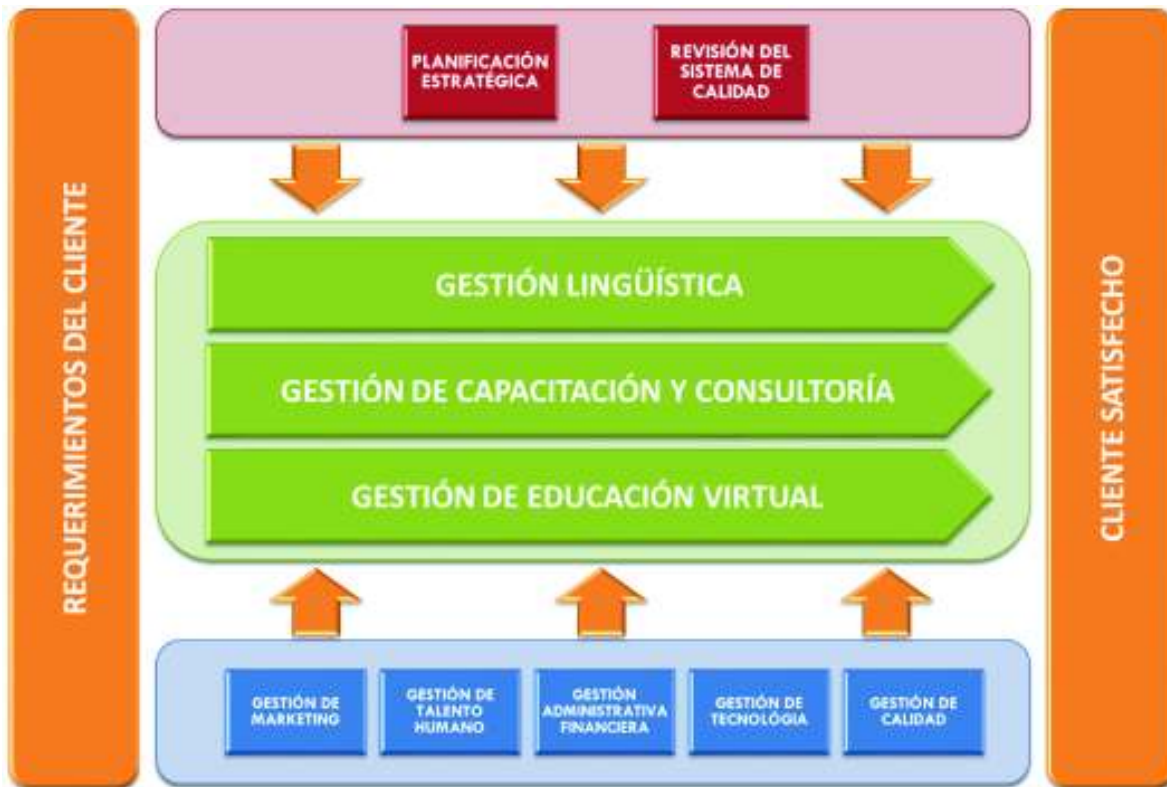 REQUERIMIENTOS DEL CLIENTE
PLANIFICACIÓN
ESTRATÉGICA
REVISIÓN DEL
SISTEMA DE
CALIDAD
GESTIÓN LINGÜÍSTICA
GESTIÓN DE CAPACITACIÓN Y CONSULTORÍA
GESTIÓN DE EDUCACIÓN VIRTUAL
GESTIÓN DE
MARKETING
GESTIÓN DE
TALENTO
HUMANO
GESTIÓN
ADMINISTRATIVA
FINANCIERA
GESTIÓN DE
TECNOLÓGIA
GESTIÓN DE
CALIDAD
CLIENTE SATISFECHO